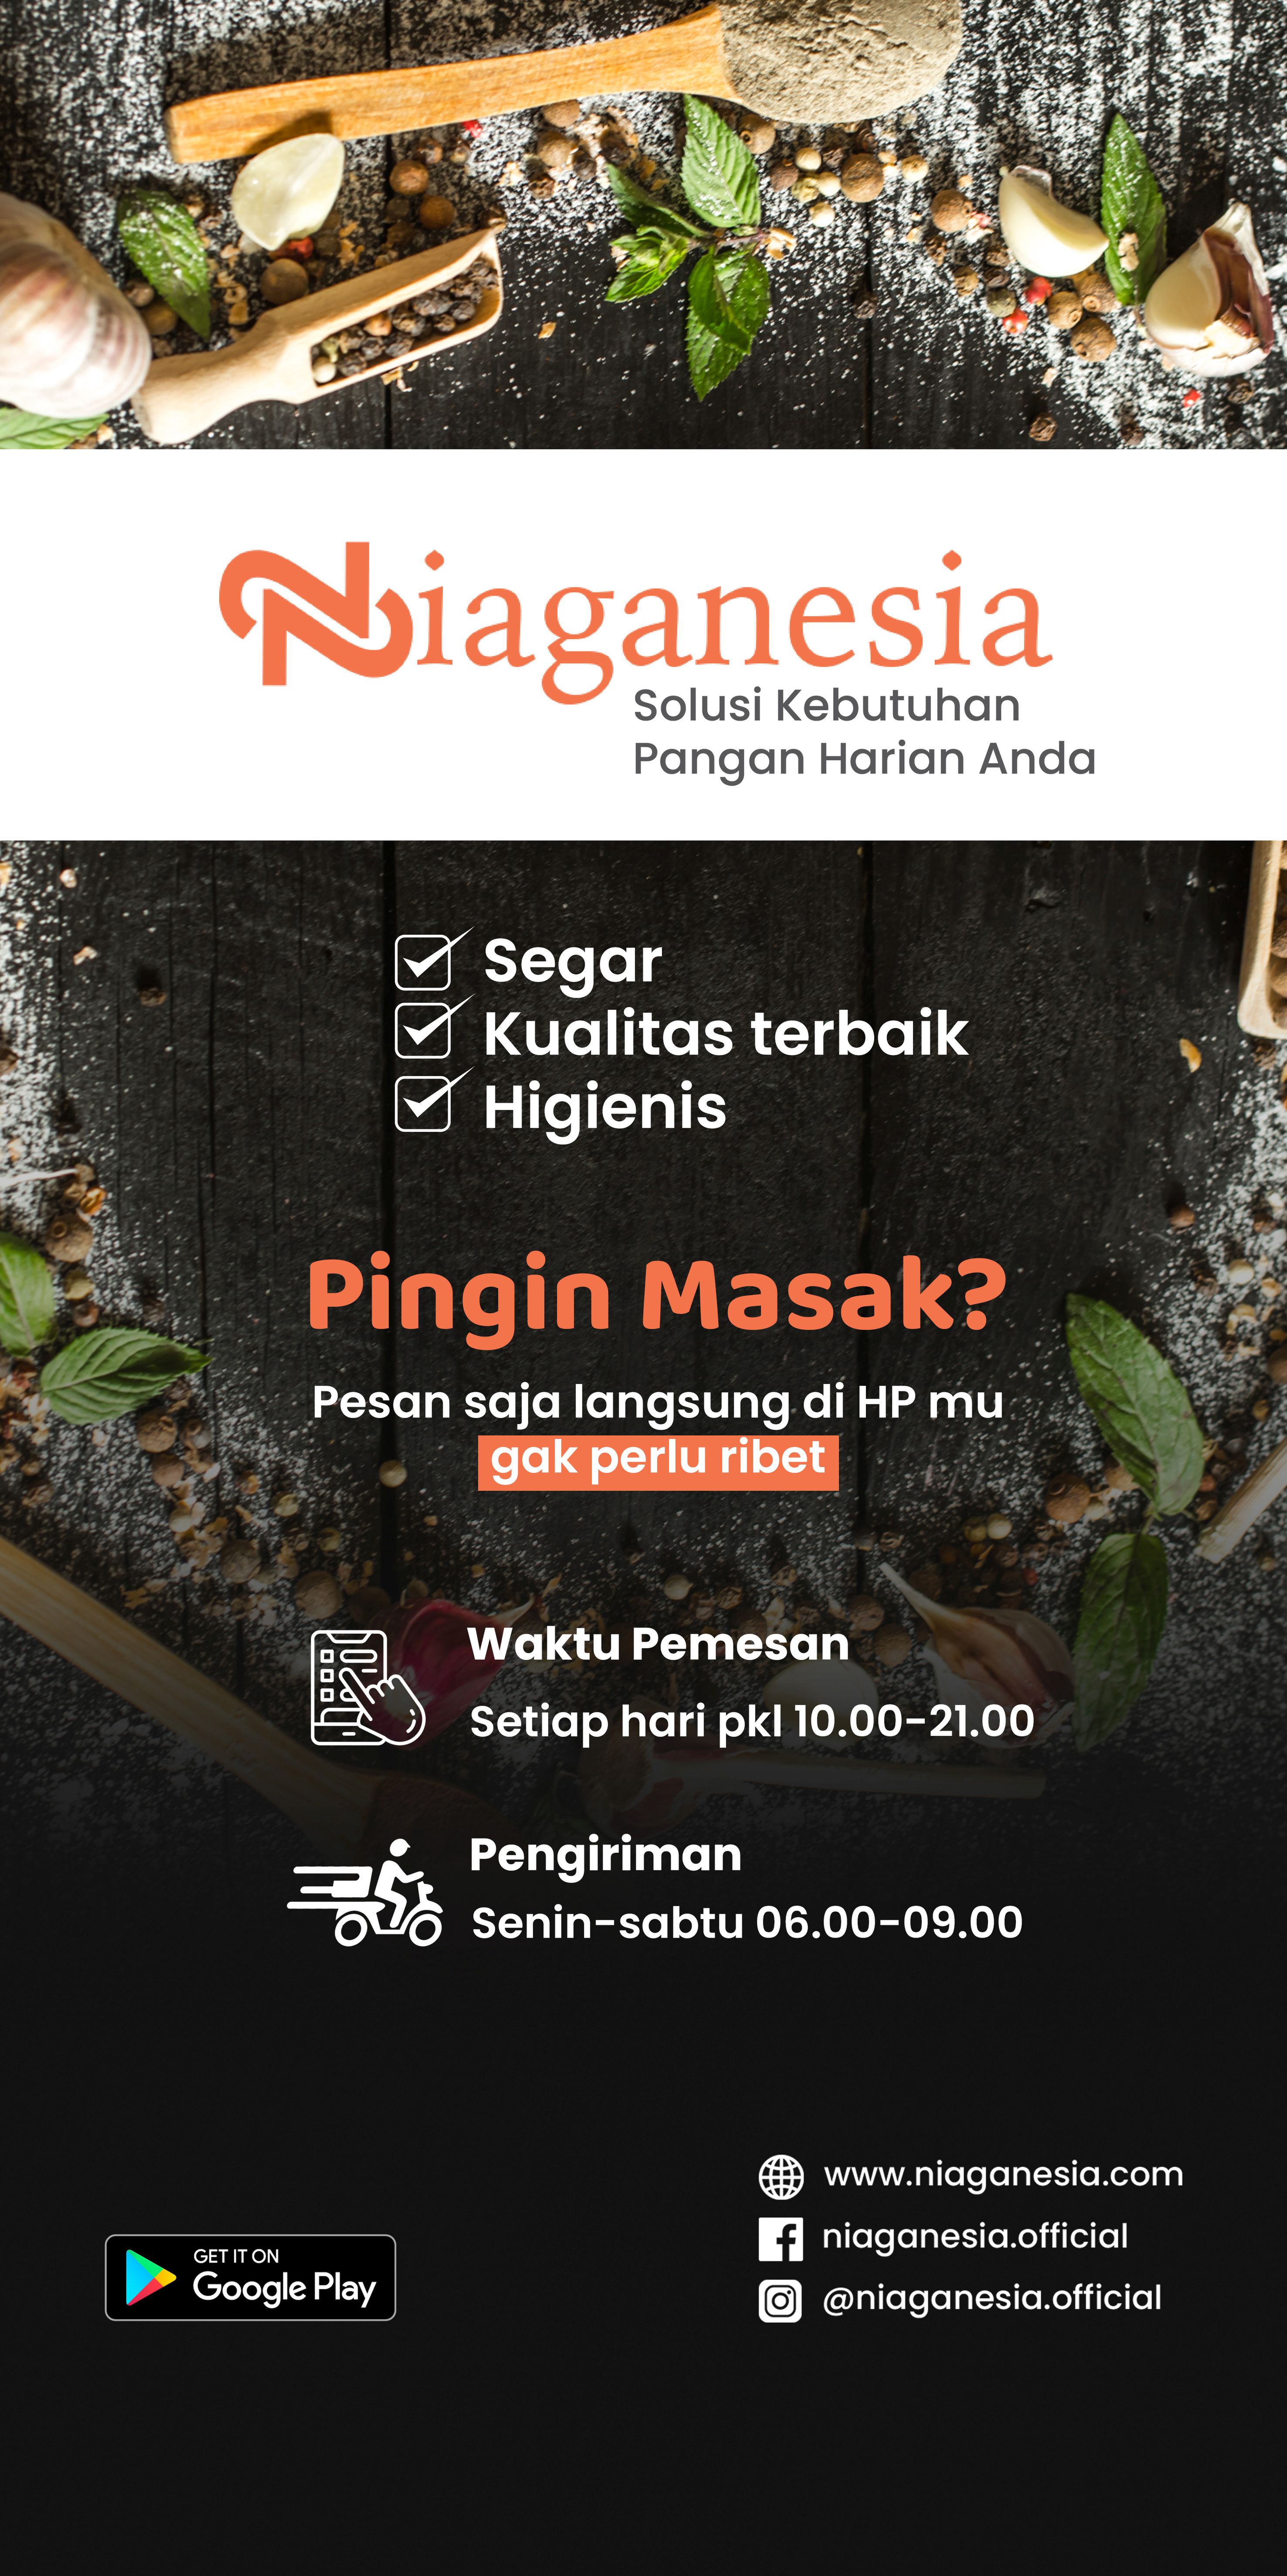 Niaganesia
Solusi Kebutuhan
Pangan Harian Anda
Segar
Kualitas terbaik
Higienis
Pingin Masak?
Pesan saja langsung di HP mu
gak perlu ribet
Waktu Pemesan
Setiap hari pkl 10.00-21.00
Pengiriman
Senin-sabtu 06.00-09.00
www.niaganesia.com
niaganesia.official
@niaganesia.official
GET IT ON
Google Play